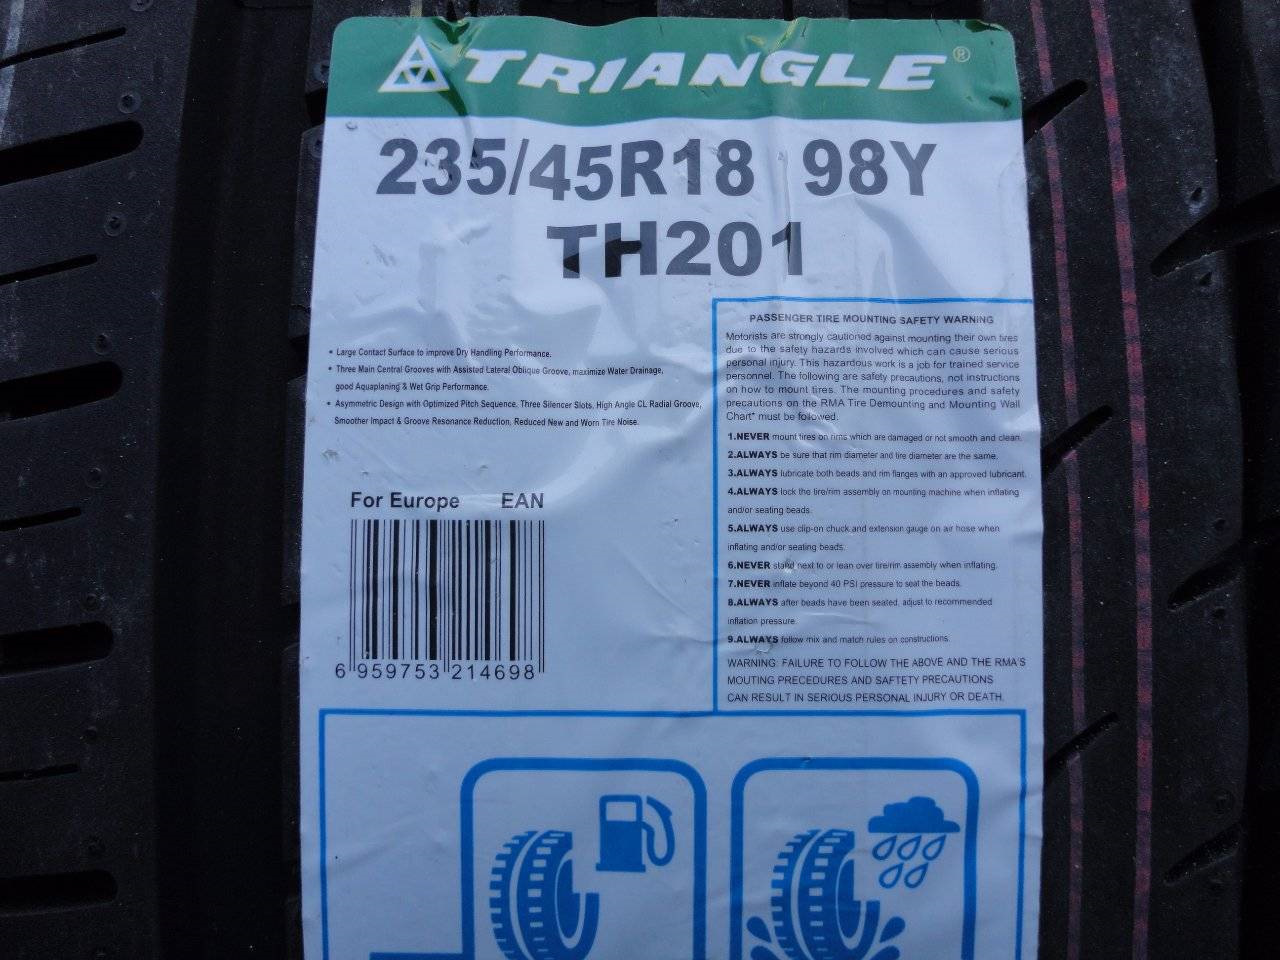 TRIANGLE®
235/45R18 98Y
TH201
• Large Contact Surface to improve Dry Handling Performance.
• Three Main Central Grooves with Assisted Lateral Oblique Groove, maximize Water Drainage,
good Aquaplaning & Wet Grip Performance.
• Asymmetric Design with Optimized Pitch Sequence, Three Silencer Slots, High Angle CL Radial Groove,
Smoother Impact & Groove Resonance Reduction, Reduced New and Worn Tire Noise.
For Europe EAN
6 959753 214698
PASSENGER TIRE MOUNTING SAFETY WARNING
Motorists are strongly cautioned against mounting their own tires
due to the safety hazards involved which can cause serious
personal injury. This hazardous work is a job for trained service
personnel. The following are safety precautions, not instructions
on how to mount tires. The mounting procedures and safety
precautions on the RMA Tire Demounting and Mounting Wall
Chart" must be followed.
1.NEVER mount tires on rims which are damaged or not smooth and clean.
2.ALWAYS be sure that rim diameter and tire diameter are the same.
3.ALWAYS lubricate both beads and rim flanges with an approved lubricant.
4.ALWAYS lock the tire/rim assembly on mounting machine when inflating
and/or seating beads.
5.ALWAYS use clip-on chuck and extension gauge on air hose when
inflating and/or seating beads.
6.NEVER stand next to or lean over tire/rim assembly when inflating.
7.NEVER inflate beyond 40 PSI pressure to seat the beads.
8.ALWAYS after beads have been seated, adjust to recommended
inflation pressure.
9.ALWAYS follow mix and match rules on constructions.
WARNING: FAILURE TO FOLLOW THE ABOVE AND THE RMA'S
MOUTING PRECEDURES AND SAFTETY PRECAUTIONS
CAN RESULT IN SERIOUS PERSONAL INJURY OR DEATH.